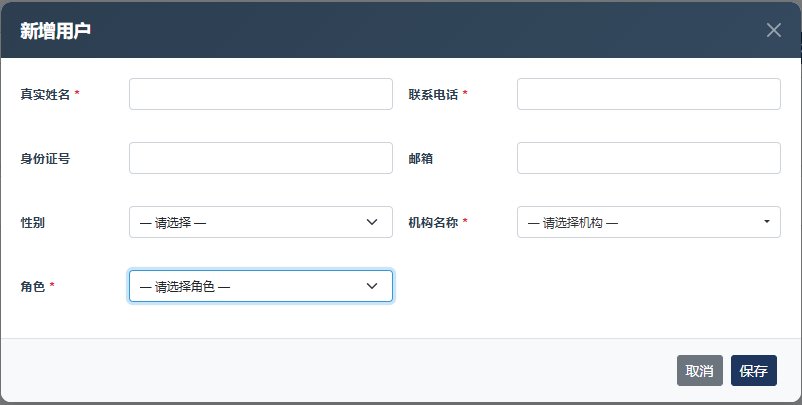 新增用户
真实姓名 *
联系电话 *
身份证号
邮箱
性别
— 请选择 —
机构名称 *
— 请选择机构 —
角色 *
— 请选择角色 —
取消
保存